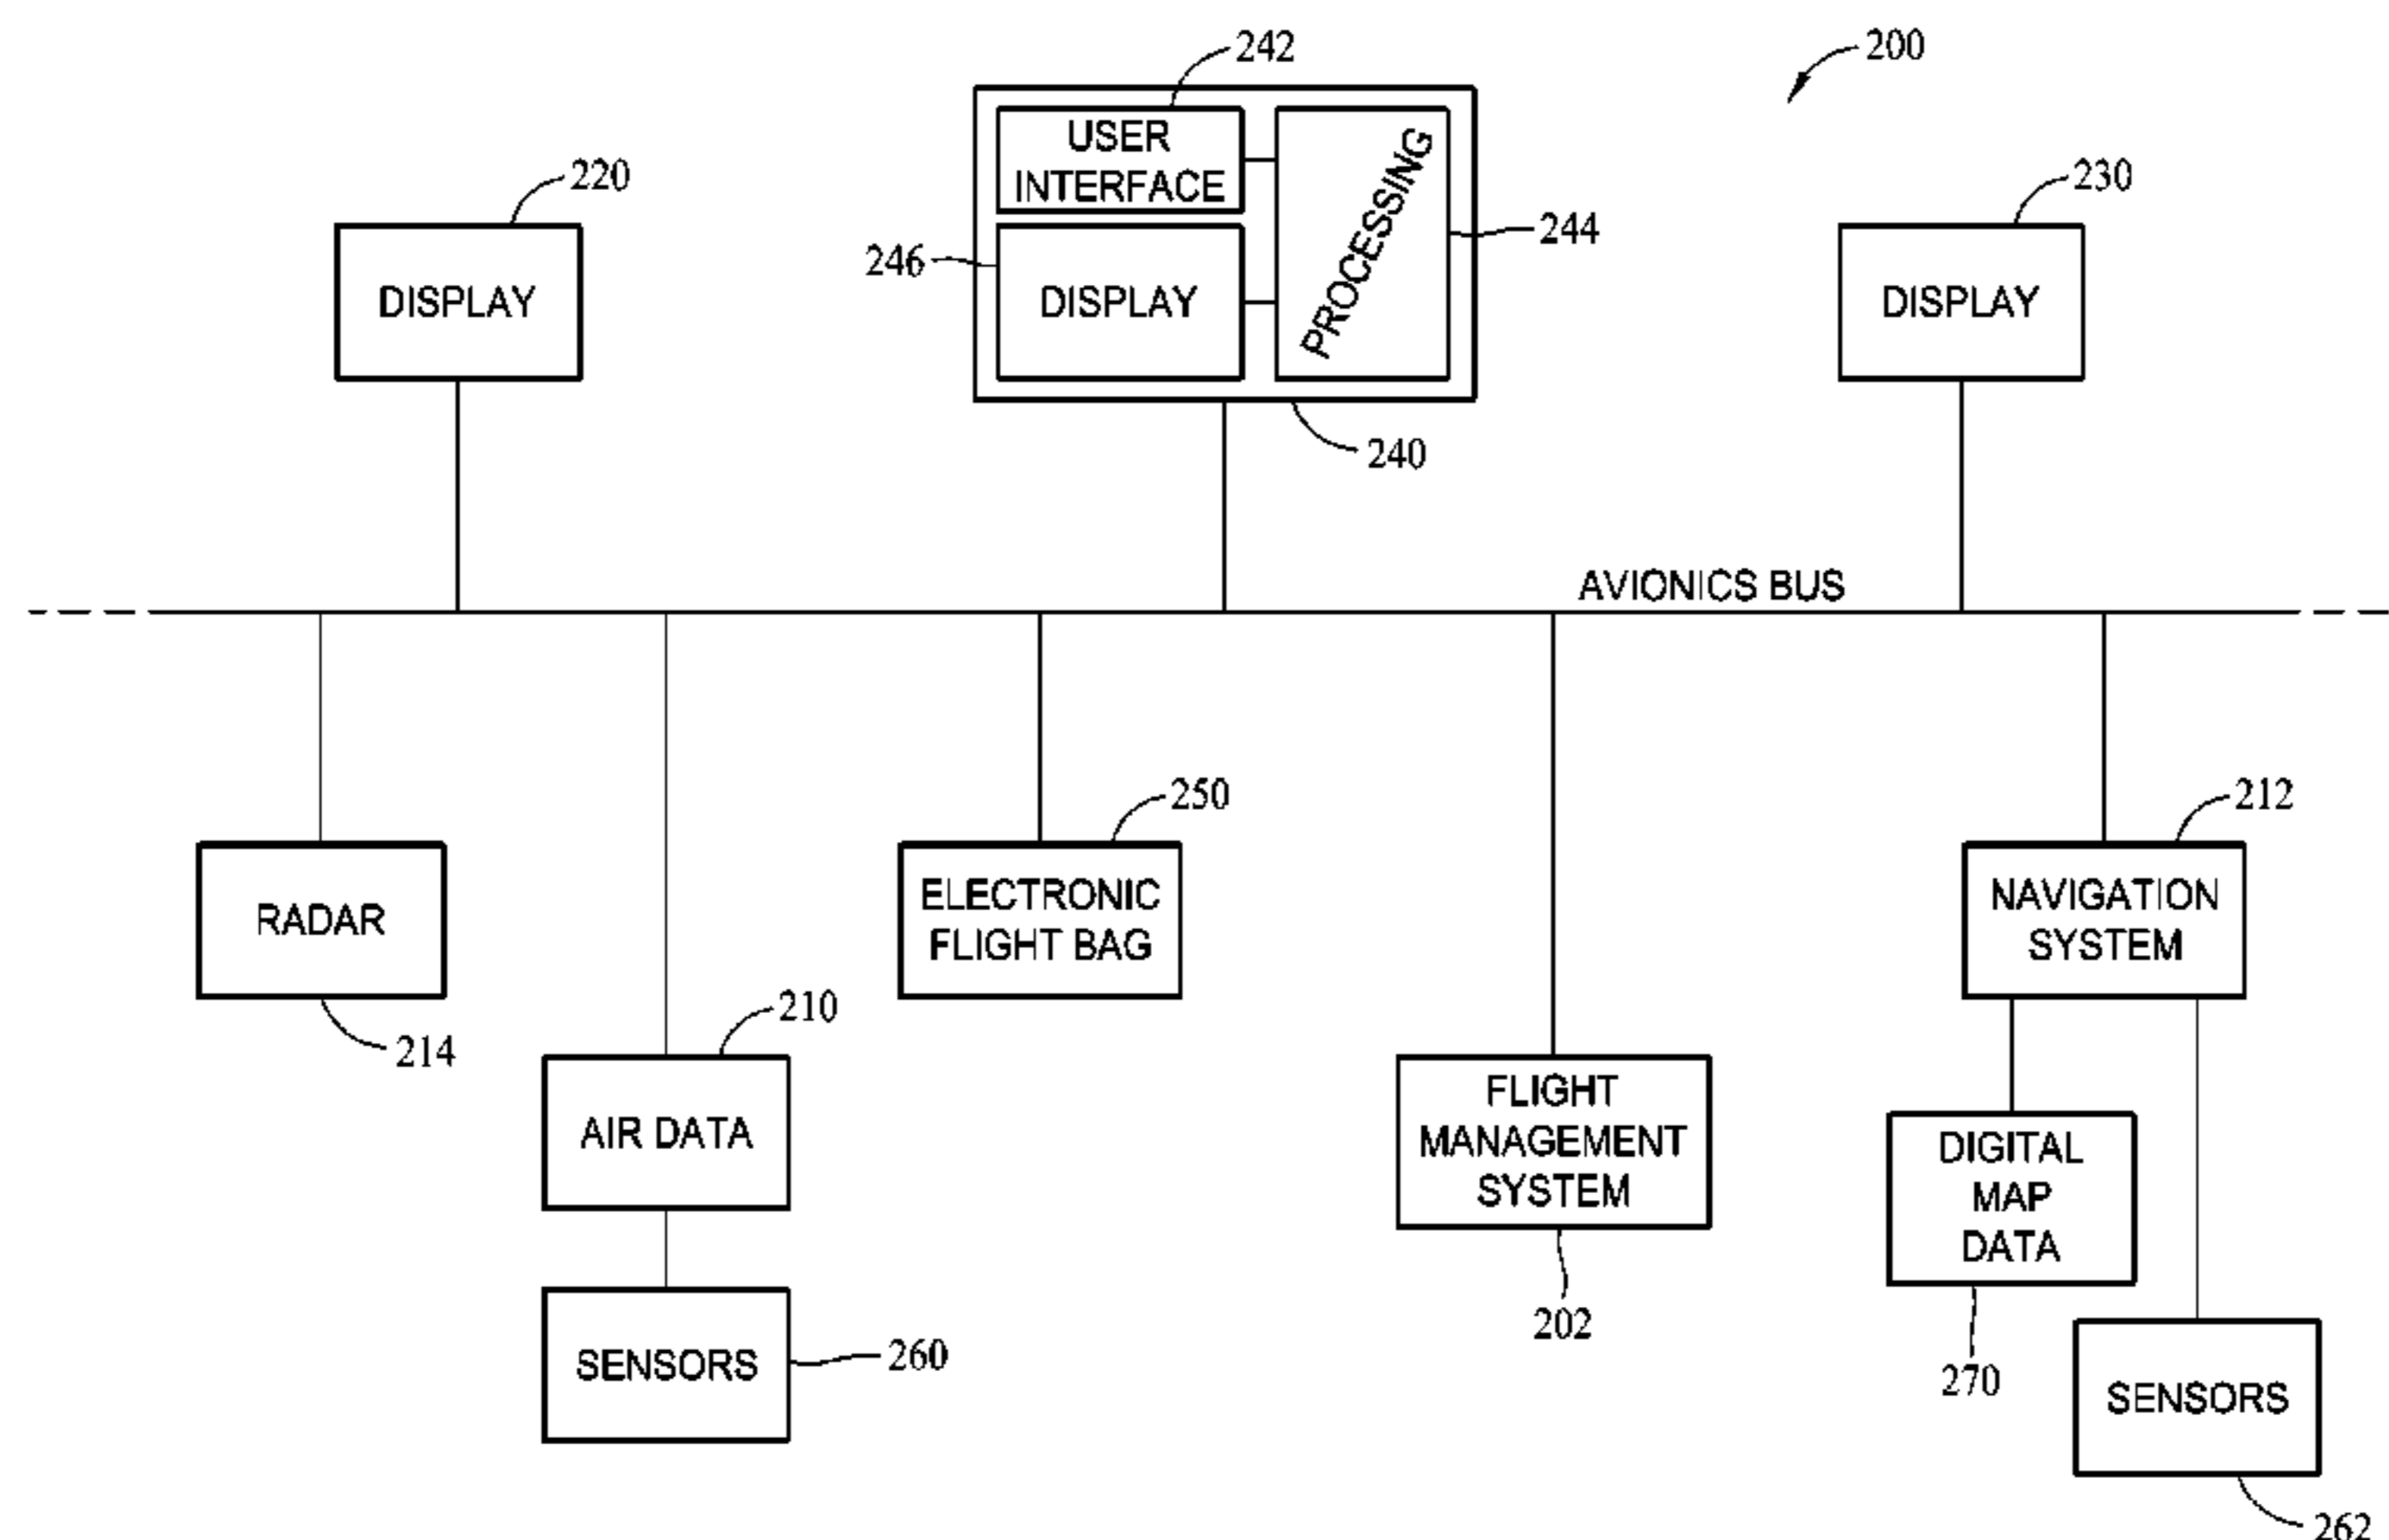 242
200
USER
INTERFACE
PROCESSING
220
230
244
246
DISPLAY
DISPLAY
DISPLAY
240
AVIONICS BUS
250
212
RADAR
ELECTRONIC
FLIGHT BAG
NAVIGATION
SYSTEM
210
214
AIR DATA
FLIGHT
MANAGEMENT
SYSTEM
DIGITAL
MAP
DATA
202
SENSORS
260
270
SENSORS
262